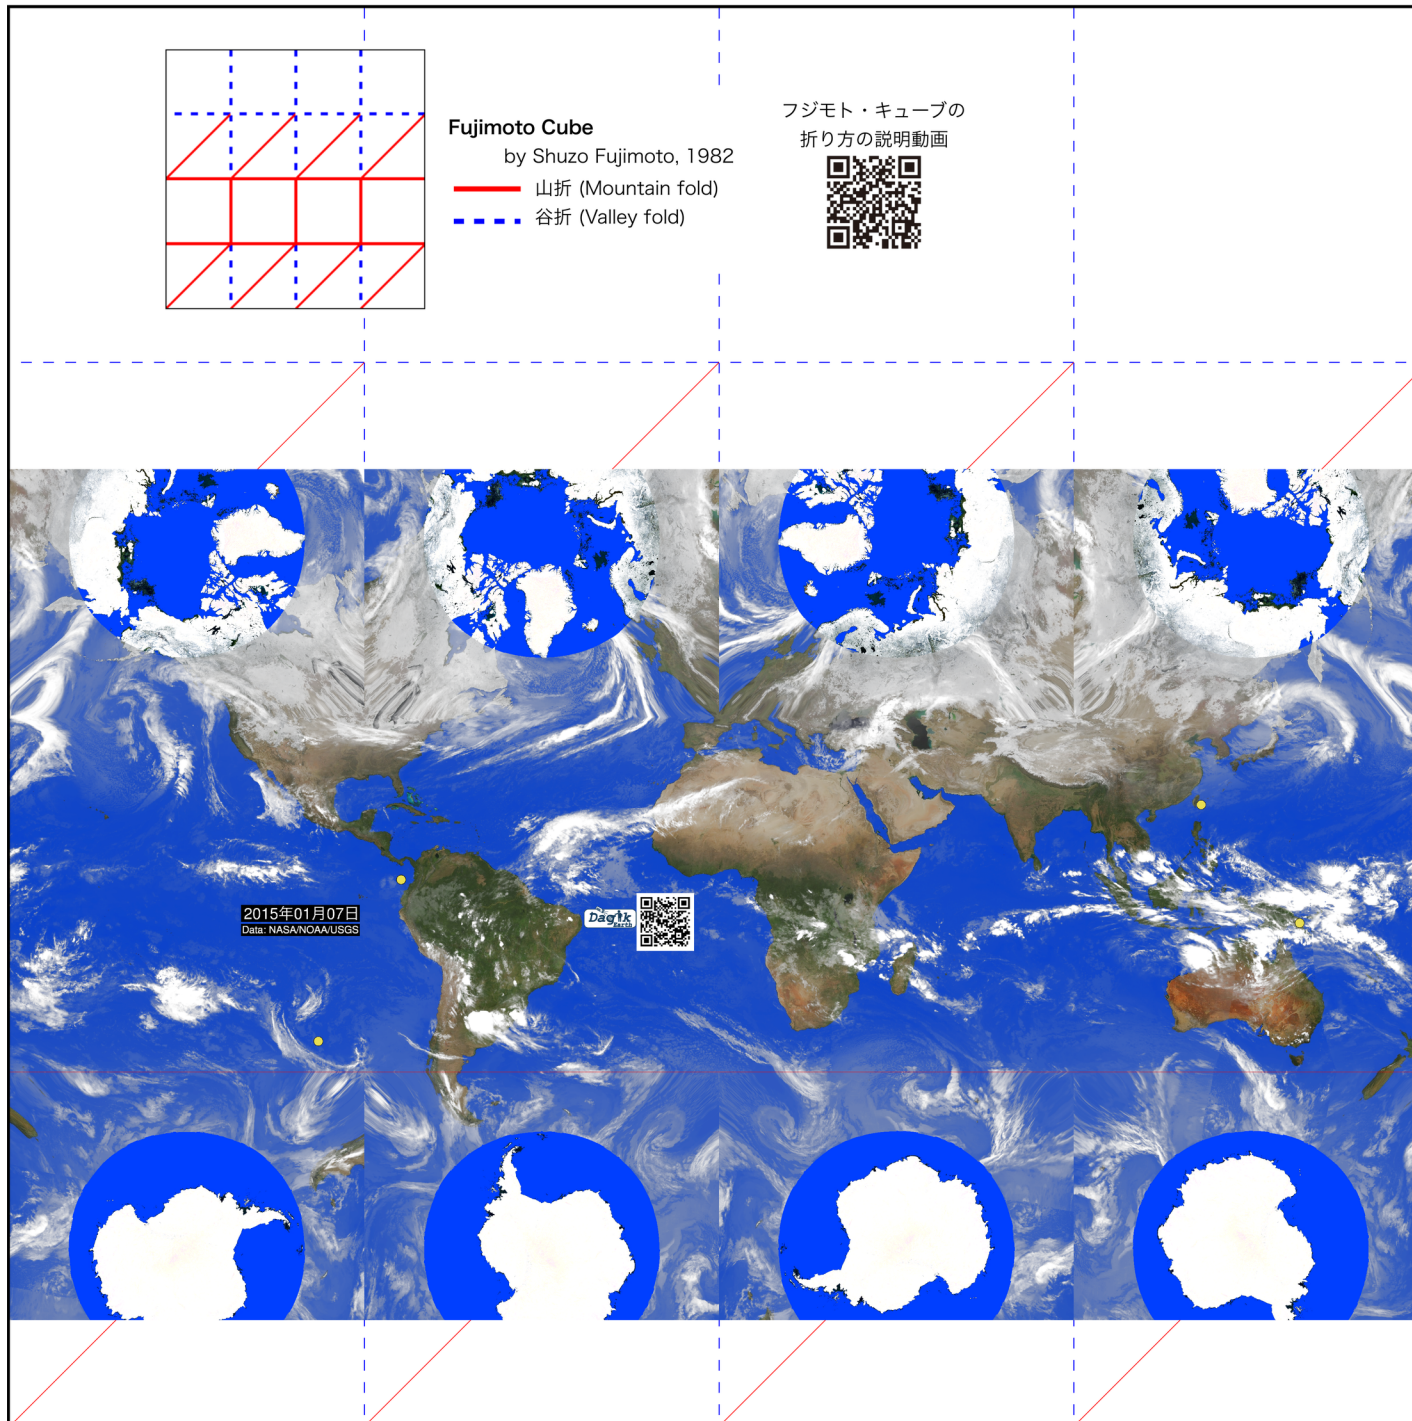 Fujimoto Cube
by Shuzo Fujimoto, 1982
山折 (Mountain fold)
谷折 (Valley fold)
フジモト・キューブの
折り方の説明動画
2015年01月07日
Data: NASA/NOAA/USGS
Dagik
Earth